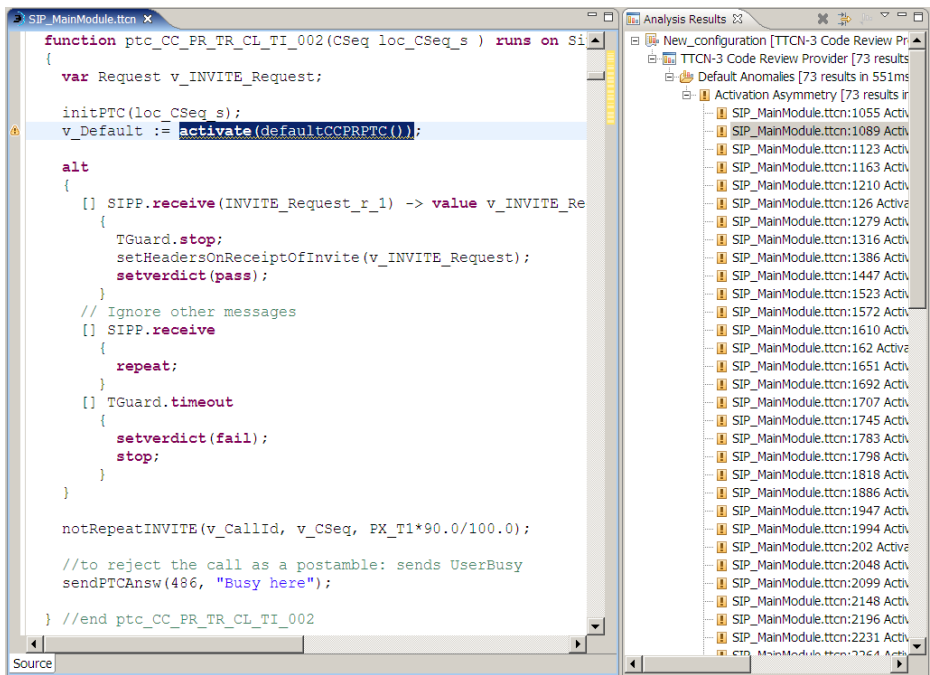 SIP_MainModule.ttcn
function ptc_CC_PR_TR_CL_TI_002(CSeq loc_CSeq_s ) runs on Si
{
var Request v_INVITE_Request;
initPTC(loc_CSeq_s);
v_Default := activate(defaultCCPRPTC());
alt
{
[] SIPP.receive(INVITE_Request_r_1) -> value v_INVITE_Re
{
TGuard.stop;
setHeadersOnReceiptOfInvite(v_INVITE_Request);
setverdict(pass);
}
// Ignore other messages
[] SIPP.receive
{
repeat;
}
[] TGuard.timeout
{
setverdict(fail);
stop;
}
}
notRepeatINVITE(v_CallId, v_CSeq, PX_T1*90.0/100.0);
//to reject the call as a postamble: sends UserBusy
sendPTCAnsw(486, "Busy here");
} //end ptc_CC_PR_TR_CL_TI_002
Source
Analysis Results
New_configuration [TTCN-3 Code Review Pr
TTCN-3 Code Review Provider [73 results
Default Anomalies [73 results in 551ms
Activation Asymmetry [73 results in
SIP_MainModule.ttcn:1055 Activ
SIP_MainModule.ttcn:1089 Activ
SIP_MainModule.ttcn:1123 Activ
SIP_MainModule.ttcn:1163 Activ
SIP_MainModule.ttcn:1210 Activ
SIP_MainModule.ttcn:126 Activa
SIP_MainModule.ttcn:1279 Activ
SIP_MainModule.ttcn:1316 Activ
SIP_MainModule.ttcn:1386 Activ
SIP_MainModule.ttcn:1447 Activ
SIP_MainModule.ttcn:1523 Activ
SIP_MainModule.ttcn:1572 Activ
SIP_MainModule.ttcn:1610 Activ
SIP_MainModule.ttcn:162 Activa
SIP_MainModule.ttcn:1651 Activ
SIP_MainModule.ttcn:1692 Activ
SIP_MainModule.ttcn:1707 Activ
SIP_MainModule.ttcn:1745 Activ
SIP_MainModule.ttcn:1783 Activ
SIP_MainModule.ttcn:1798 Activ
SIP_MainModule.ttcn:1818 Activ
SIP_MainModule.ttcn:1886 Activ
SIP_MainModule.ttcn:1947 Activ
SIP_MainModule.ttcn:1994 Activ
SIP_MainModule.ttcn:202 Activa
SIP_MainModule.ttcn:2048 Activ
SIP_MainModule.ttcn:2099 Activ
SIP_MainModule.ttcn:2148 Activ
SIP_MainModule.ttcn:2196 Activ
SIP_MainModule.ttcn:2231 Activ
SIP_MainModule.ttcn:2264 Activ